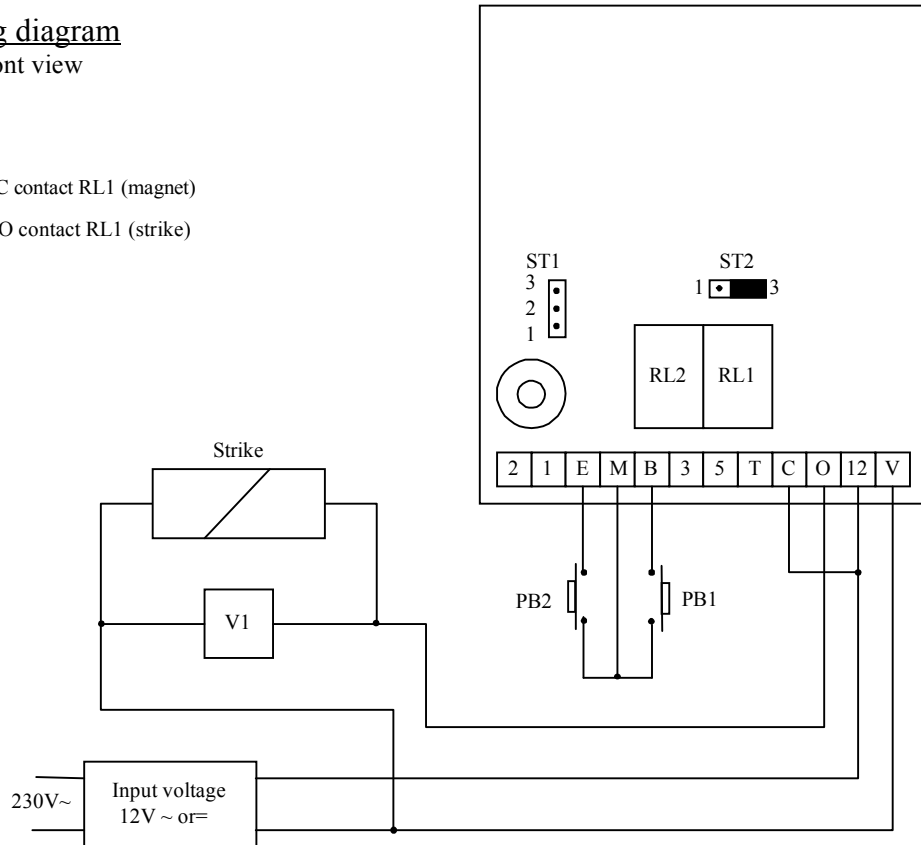 g diagram
ont view
C contact RL1 (magnet)
O contact RL1 (strike)
ST1
3
2
1
ST2
1 3
RL2 RL1
Strike
2 1 E M B 3 5 T C O 12 V
PB2 PB1
V1
230V~
Input voltage
12V ~ or=